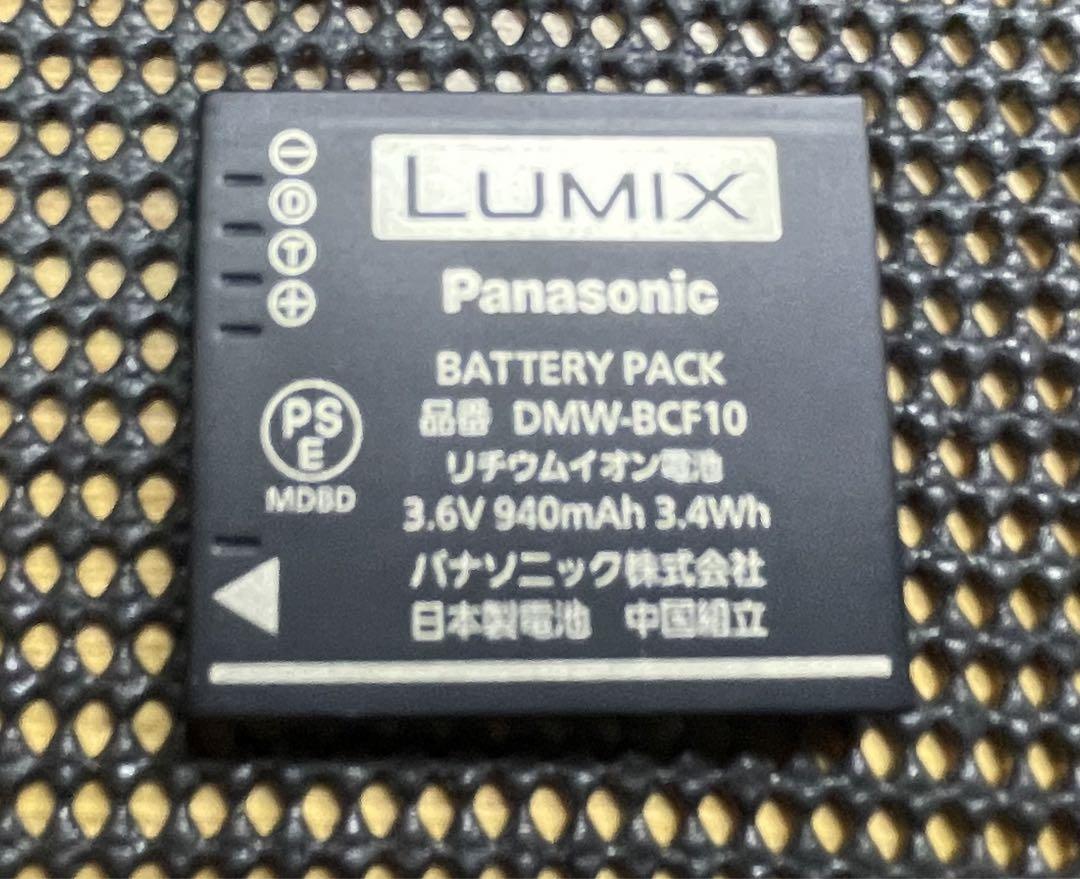 LUMIX
Panasonic
BATTERY PACK
品番 DMW-BCF10
リチウムイオン電池
3.6V 940mAh 3.4Wh
パナソニック株式会社
日本製電池 中国組立
D
T
PS
E
MDBD